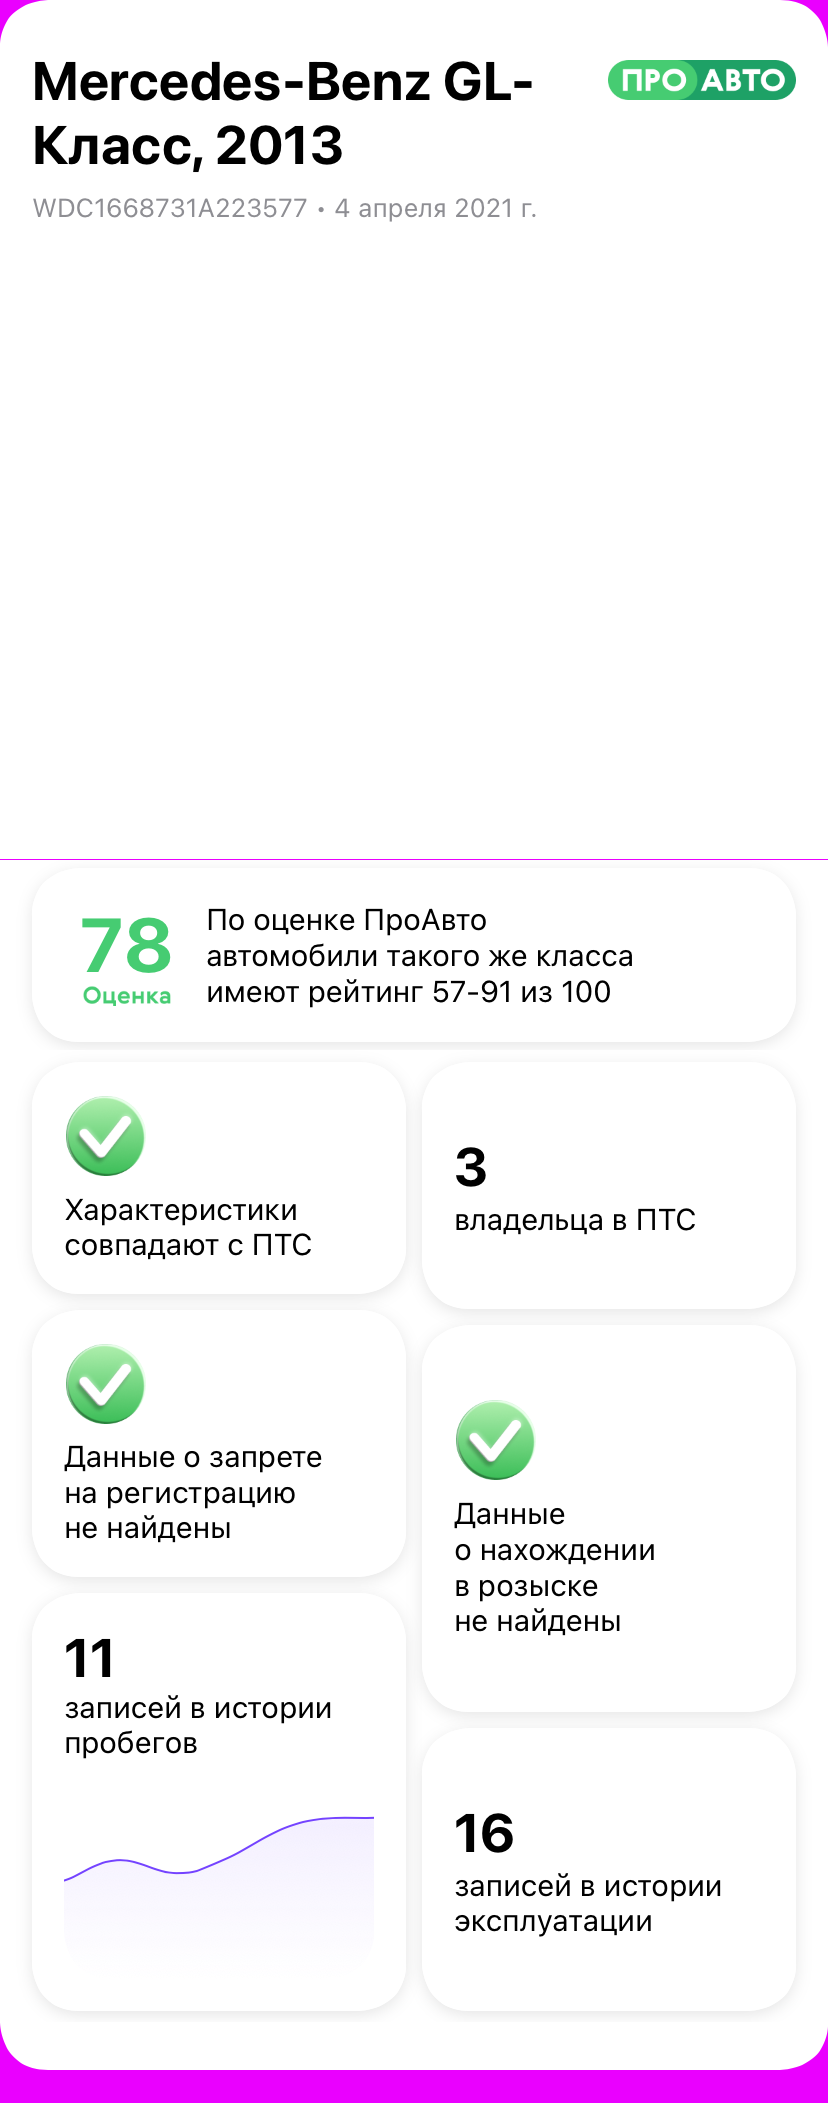 Mercedes-Benz GL-
Класс, 2013
ПРО АВТО
WDC1668731A223577 • 4 апреля 2021 г.
78
Оценка
По оценке ПроАвто
автомобили такого же класса
имеют рейтинг 57-91 из 100
Характеристики
совпадают с ПТС
3
владельца в ПТС
Данные о запрете
на регистрацию
не найдены
Данные
о нахождении
в розыске
не найдены
11
записей в истории
пробегов
16
записей в истории
эксплуатации